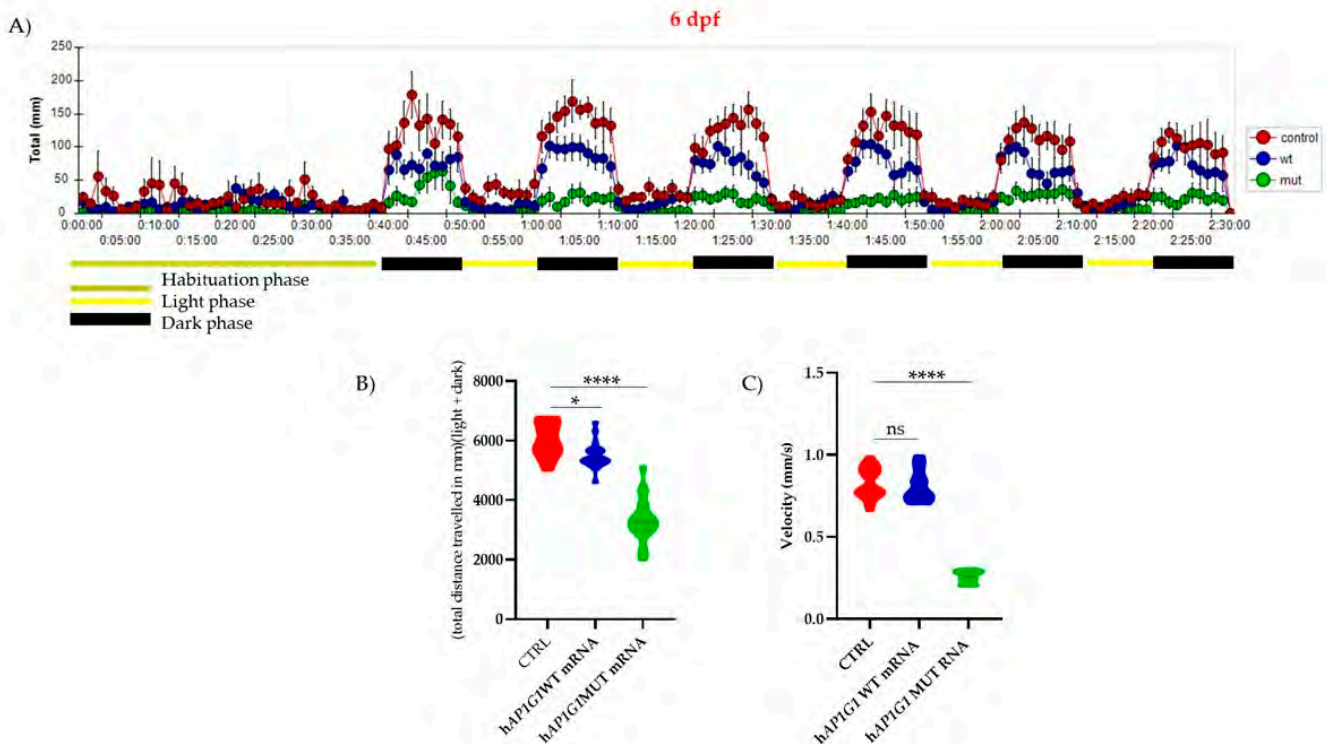 6 dpf
A)
250
200
150
100
50
0
Total (mm)
control
wt
mut
0:00:00 0:10:00 0:20:00 0:30:00 0:40:00 0:50:00 1:00:00 1:10:00 1:20:00 1:30:00 1:40:00 1:50:00 2:00:00 2:10:00 2:20:00 2:30:00
0:05:00 0:15:00 0:25:00 0:35:00 0:45:00 0:55:00 1:05:00 1:15:00 1:25:00 1:35:00 1:45:00 1:55:00 2:05:00 2:15:00 2:25:00
Habituation phase
Light phase
Dark phase
B)
(total distance travelled in mm)(light + dark)
8000
6000
4000
2000
0
****
*
CTRL
hAP1G1WT mRNA
hAP1G1MUT mRNA
C)
Velocity (mm/s)
1.5
1.0
0.5
0.0
****
ns
CTRL
hAP1G1 WT mRNA
hAP1G1 MUT RNA